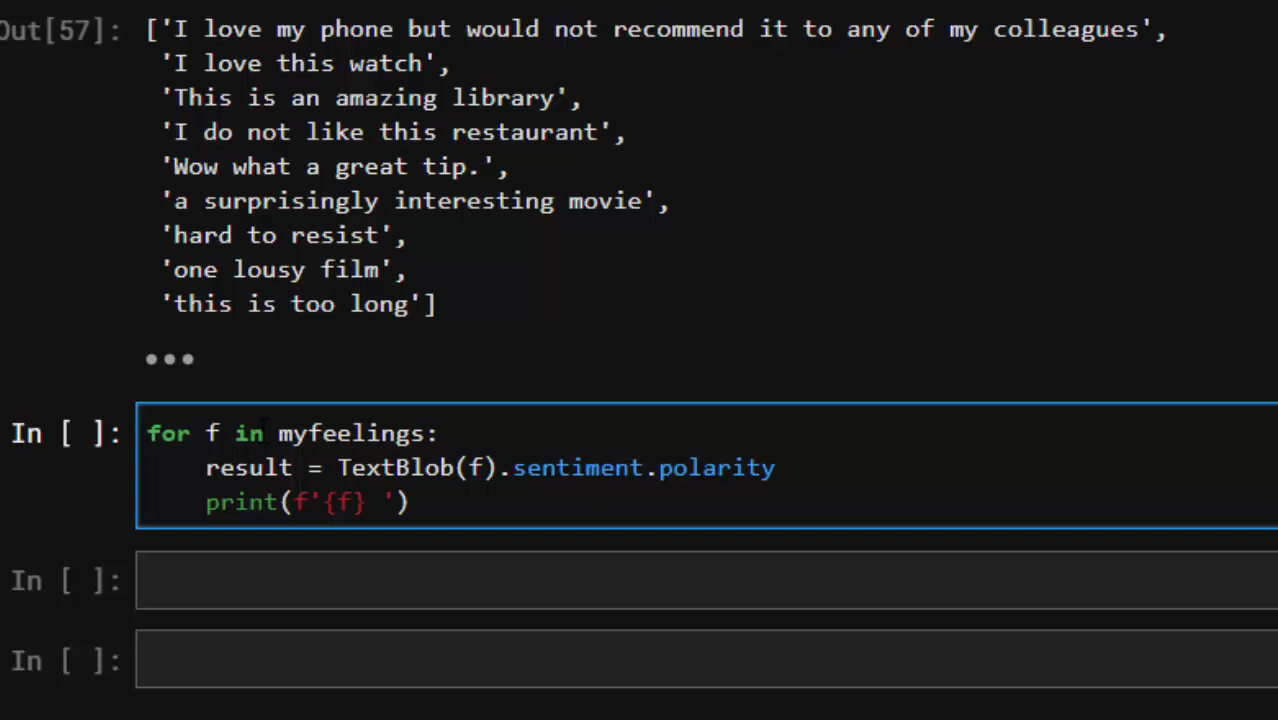 Out[57]: ['I love my phone but would not recommend it to any of my colleagues',
'I love this watch',
'This is an amazing library',
'I do not like this restaurant',
'Wow what a great tip.',
'a surprisingly interesting movie',
'hard to resist',
'one lousy film',
'this is too long']
In [ ]: for f in myfeelings:
result = TextBlob(f).sentiment.polarity
print(f'{f} ')
In [ ]:
In [ ]: